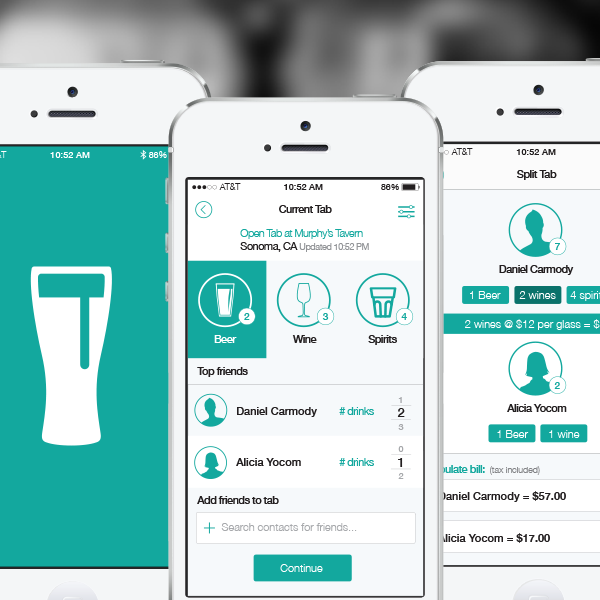 10:52 AM
86%
AT&T
10:52 AM
86%
Current Tab
Open Tab at Murphy's Tavern
Sonoma, CA Updated 10:52 PM
2
3
4
Beer
Wine
Spirits
Top friends
1
Daniel Carmody
# drinks
2
3
0
Alicia Yocom
# drinks
1
2
Add friends to tab
+ Search contacts for friends...
Continue
AT&T
10:52 AM
Split Tab
7
Daniel Carmody
1 Beer
2 wines
4 spiri
2 wines @ $12 per glass = $
2
Alicia Yocom
1 Beer
1 wine
ulate bill: (tax included)
Daniel Carmody = $57.00
Alicia Yocom = $17.00